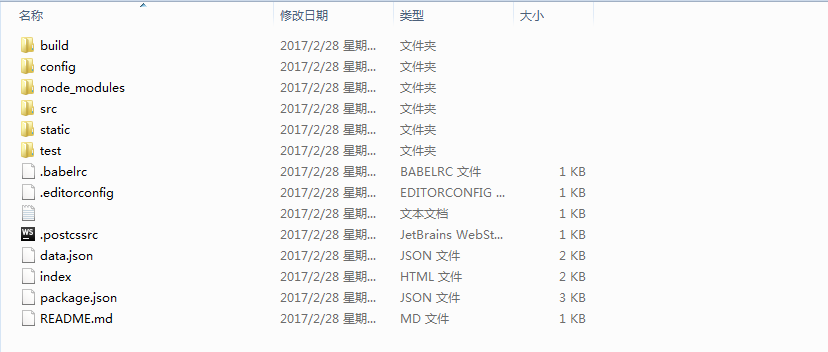 名称 修改日期 类型 大小
build 2017/2/28 星期... 文件夹
config 2017/2/28 星期... 文件夹
node_modules 2017/2/28 星期... 文件夹
src 2017/2/28 星期... 文件夹
static 2017/2/28 星期... 文件夹
test 2017/2/28 星期... 文件夹
.babelrc 2017/2/28 星期... BABELRC 文件 1 KB
.editorconfig 2017/2/28 星期... EDITORCONFIG ... 1 KB
2017/2/28 星期... 文本文档 1 KB
WS .postcssrc 2017/2/28 星期... JetBrains WebSt... 1 KB
data.json 2017/2/28 星期... JSON 文件 2 KB
index 2017/2/28 星期... HTML 文件 2 KB
package.json 2017/2/28 星期... JSON 文件 3 KB
README.md 2017/2/28 星期... MD 文件 1 KB